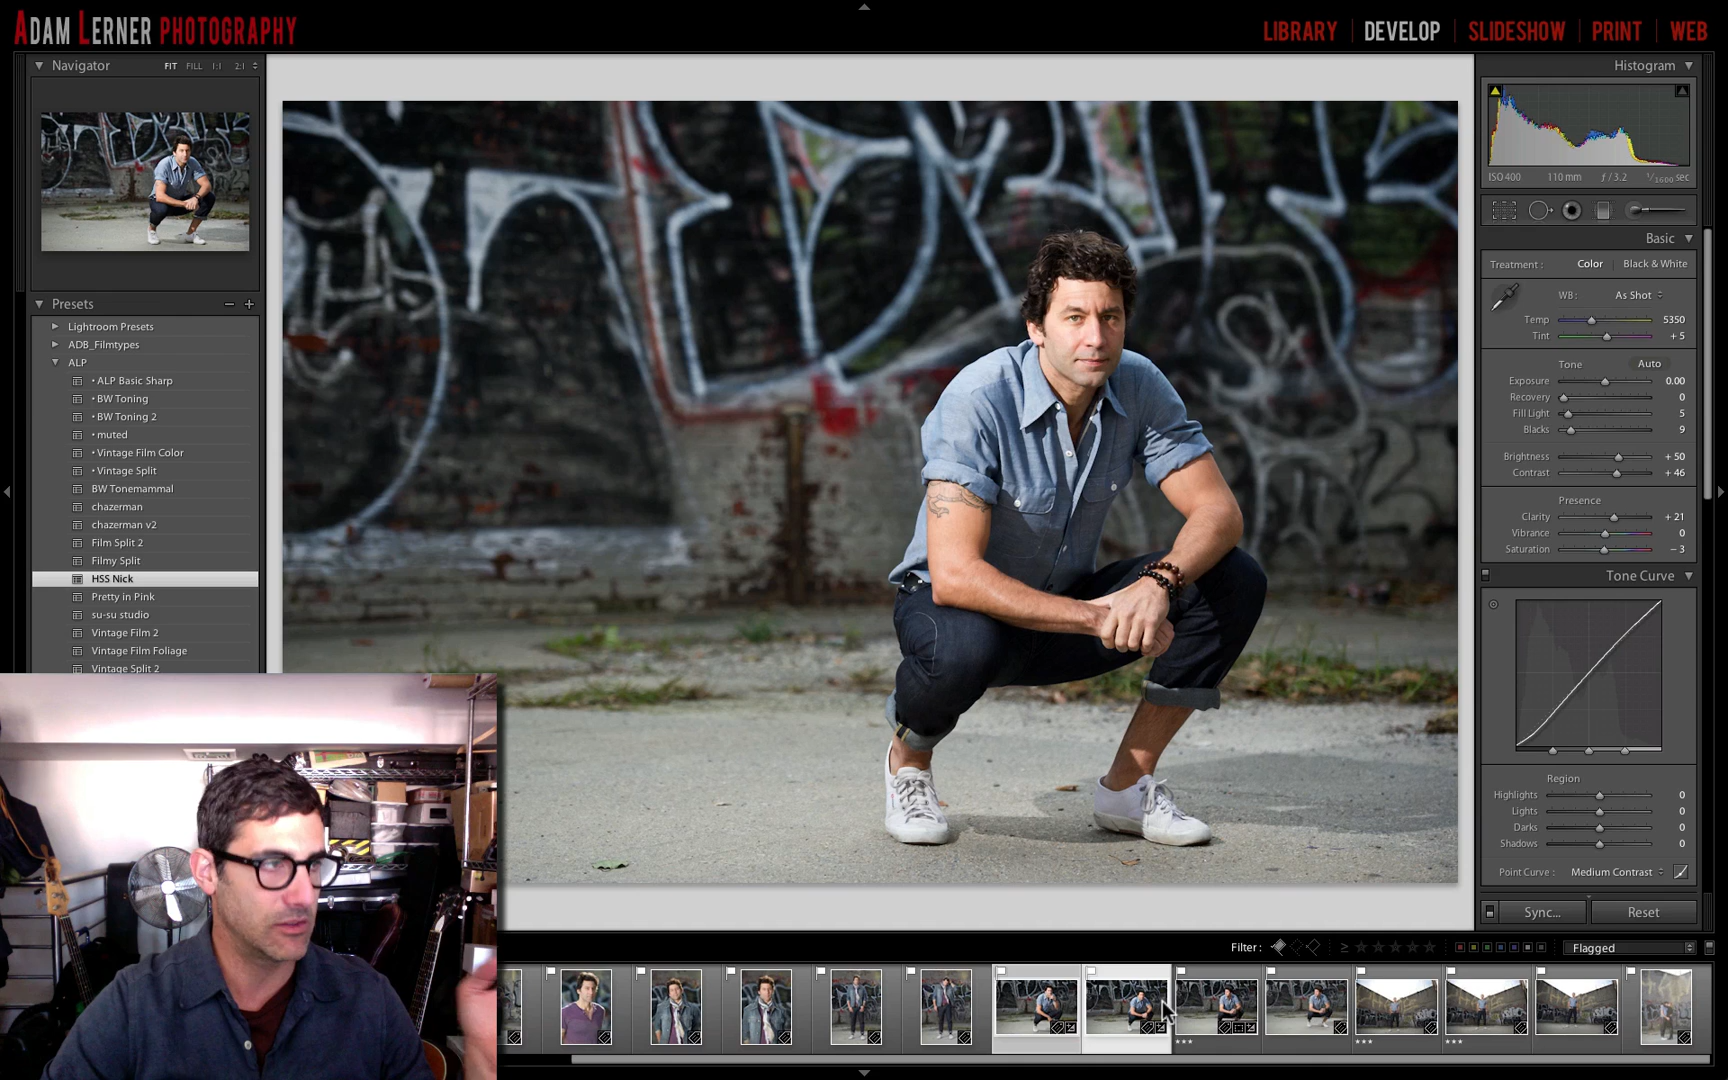 ADAM LERNER PHOTOGRAPHY
LIBRARY | DEVELOP | SLIDESHOW | PRINT | WEB
Navigator FIT FILL 1:1 2:1
Presets
Lightroom Presets
ADB_Filmtypes
ALP
• ALP Basic Sharp
• BW Toning
• BW Toning 2
• muted
• Vintage Film Color
• Vintage Split
BW Tonemammal
chazerman
chazerman v2
Film Split 2
Filmy Split
HSS Nick
Pretty in Pink
su-su studio
Vintage Film 2
Vintage Film Foliage
Vintage Split 2
Histogram
ISO 400 110 mm ƒ / 3.2 1/1600 sec
Basic
Treatment : Color Black & White
WB : As Shot
Temp 5350
Tint + 5
Tone Auto
Exposure 0.00
Recovery 0
Fill Light 5
Blacks 9
Brightness + 50
Contrast + 46
Presence
Clarity + 21
Vibrance 0
Saturation − 3
Tone Curve
Region
Highlights 0
Lights 0
Darks 0
Shadows 0
Point Curve : Medium Contrast
Sync... Reset
Filter : ≥ Flagged